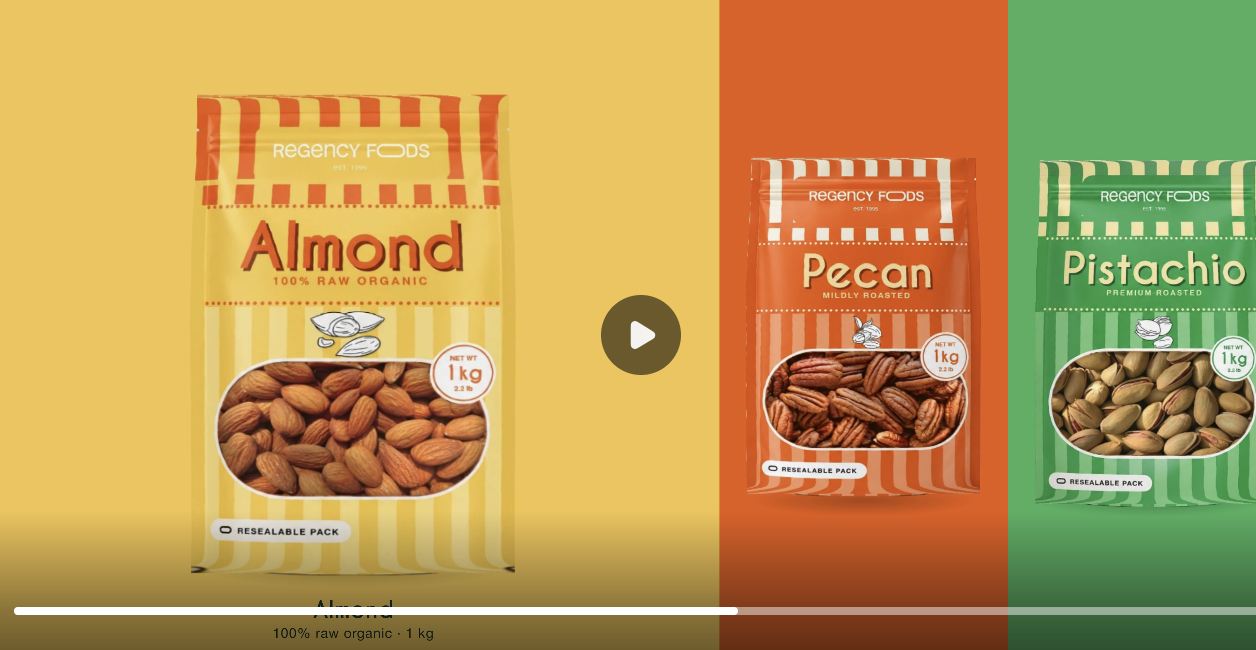 REGENCY FOODS
est. 1995
Almond
100% RAW ORGANIC
NET WT
1kg
2.2 lb
RESEALABLE PACK
Almond
100% raw organic · 1 kg
REGENCY FOODS
est. 1995
Pecan
MILDLY ROASTED
NET WT
1kg
2.2 lb
RESEALABLE PACK
REGENCY FOODS
est. 1995
Pistachio
PREMIUM ROASTED
NET WT
1kg
2.2 lb
RESEALABLE PACK